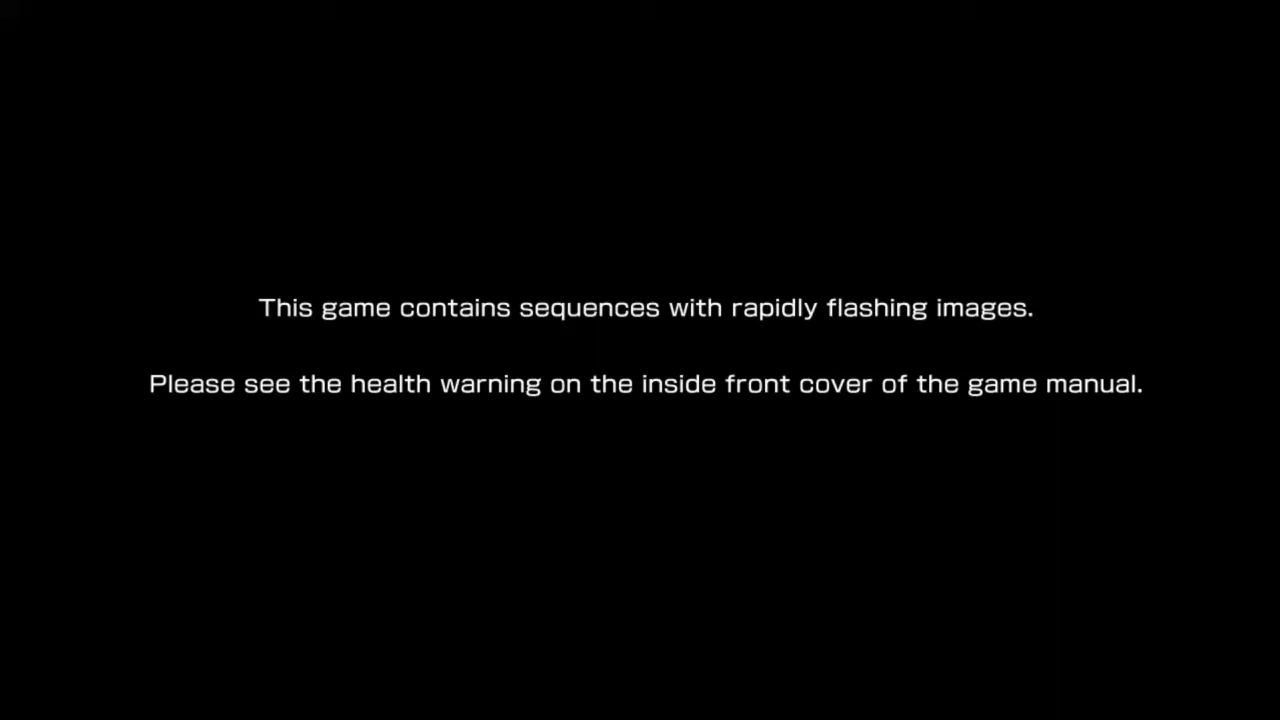 This game contains sequences with rapidly flashing images.
Please see the health warning on the inside front cover of the game manual.